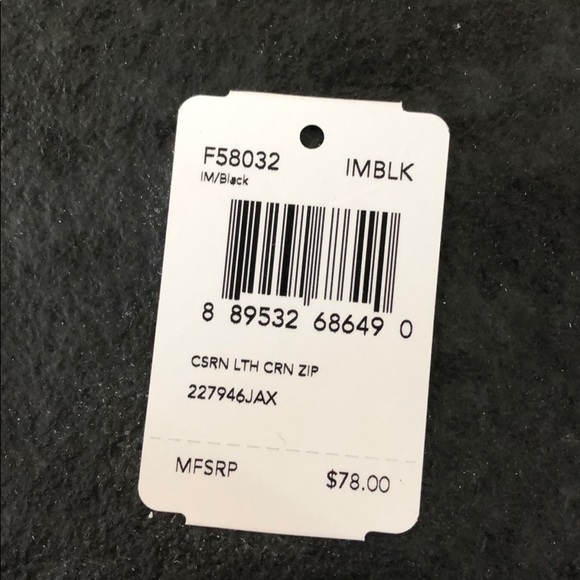 F58032 IMBLK
IM/Black
8 89532 68649 0
CSRN LTH CRN ZIP
227946JAX
MFSRP $78.00